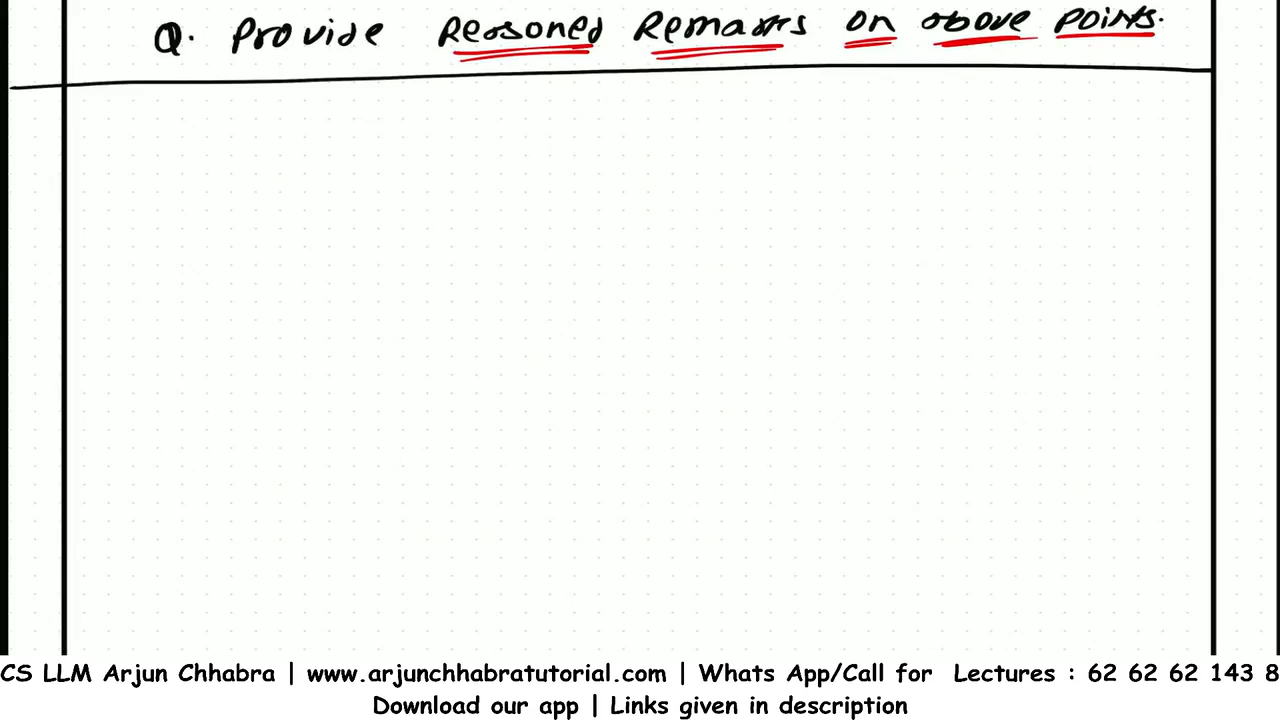 Q. Provide Reasoned Remarks on above points.
CS LLM Arjun Chhabra | www.arjunchhabratutorial.com | Whats App/Call for Lectures : 62 62 62 143 8
Download our app | Links given in description